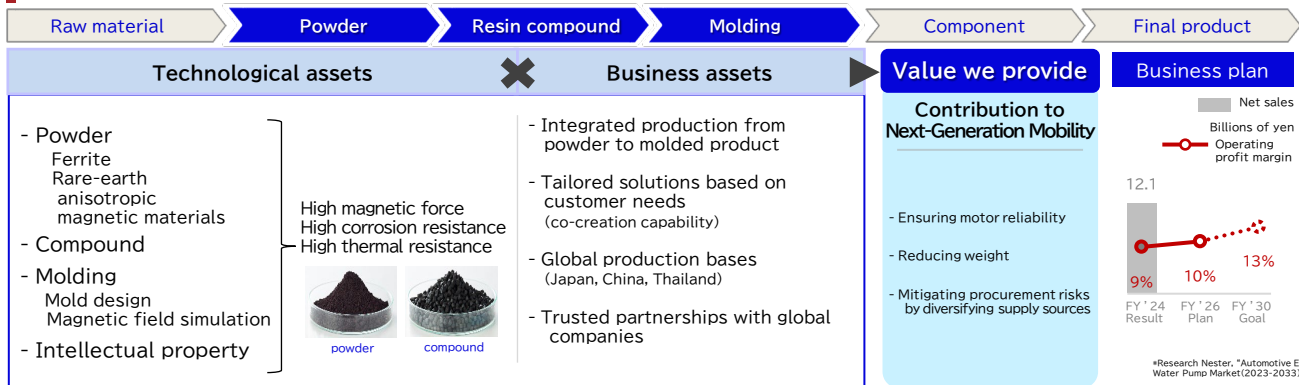 Raw material
Powder
Resin compound
Molding
Component
Final product
Technological assets
Business assets
Value we provide
Business plan
- Powder
Ferrite
Rare-earth
anisotropic
magnetic materials
- Compound
- Molding
Mold design
Magnetic field simulation
- Intellectual property
High magnetic force
High corrosion resistance
High thermal resistance
powder
compound
- Integrated production from
powder to molded product
- Tailored solutions based on
customer needs
(co-creation capability)
- Global production bases
(Japan, China, Thailand)
- Trusted partnerships with global
companies
Contribution to
Next-Generation Mobility
- Ensuring motor reliability
- Reducing weight
- Mitigating procurement risks
by diversifying supply sources
Net sales
Billions of yen
Operating
profit margin
12.1
9%
10%
13%
FY ’24
Result
FY ’26
Plan
FY ’30
Goal
*Research Nester, "Automotive E
Water Pump Market(2023-2033)